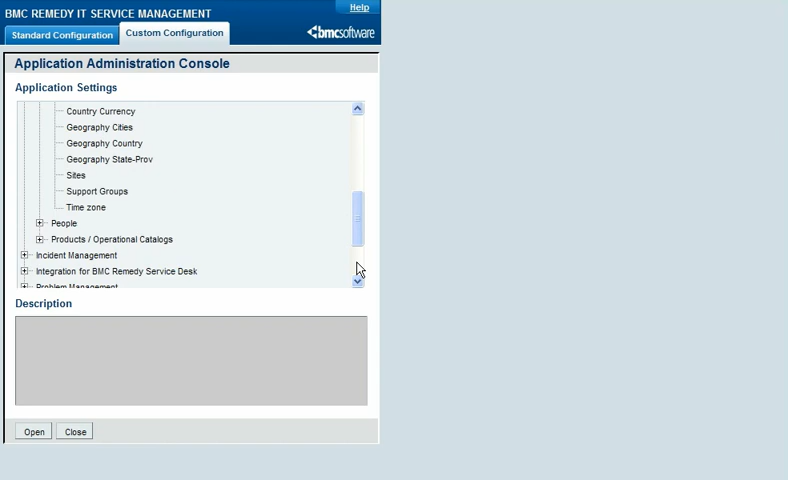 BMC REMEDY IT SERVICE MANAGEMENT
Help
Standard Configuration
Custom Configuration
bmcsoftware
Application Administration Console
Application Settings
Country Currency
Geography Cities
Geography Country
Geography State-Prov
Sites
Support Groups
Time zone
People
Products / Operational Catalogs
Incident Management
Integration for BMC Remedy Service Desk
Problem Management
Description
Open
Close